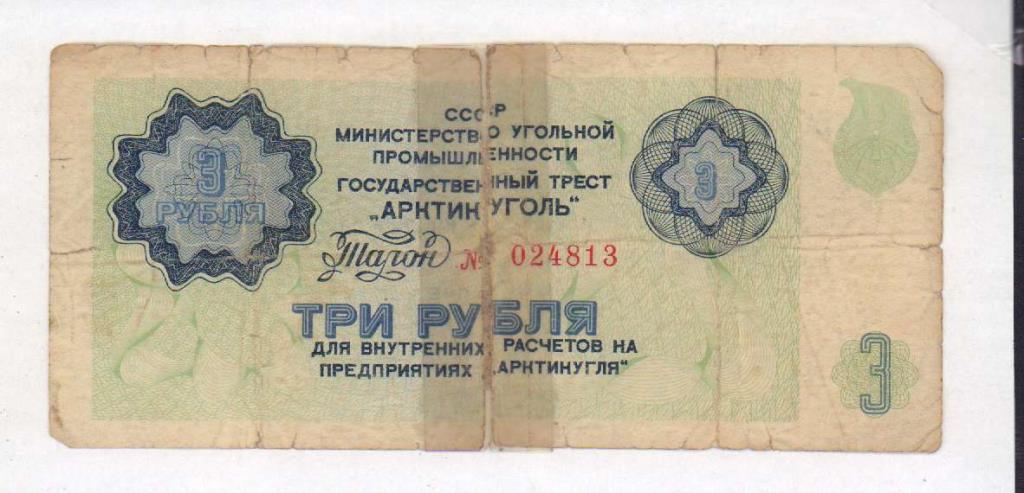 3
РУБЛЯ
СССР
МИНИСТЕРСТВО УГОЛЬНОЙ
ПРОМЫШЛЕННОСТИ
ГОСУДАРСТВЕННЫЙ ТРЕСТ
„АРКТИКУГОЛЬ"
3
Талон № 024813
ТРИ РУБЛЯ
ДЛЯ ВНУТРЕННИХ РАСЧЕТОВ НА
ПРЕДПРИЯТИЯХ „АРКТИКУГЛЯ"
3